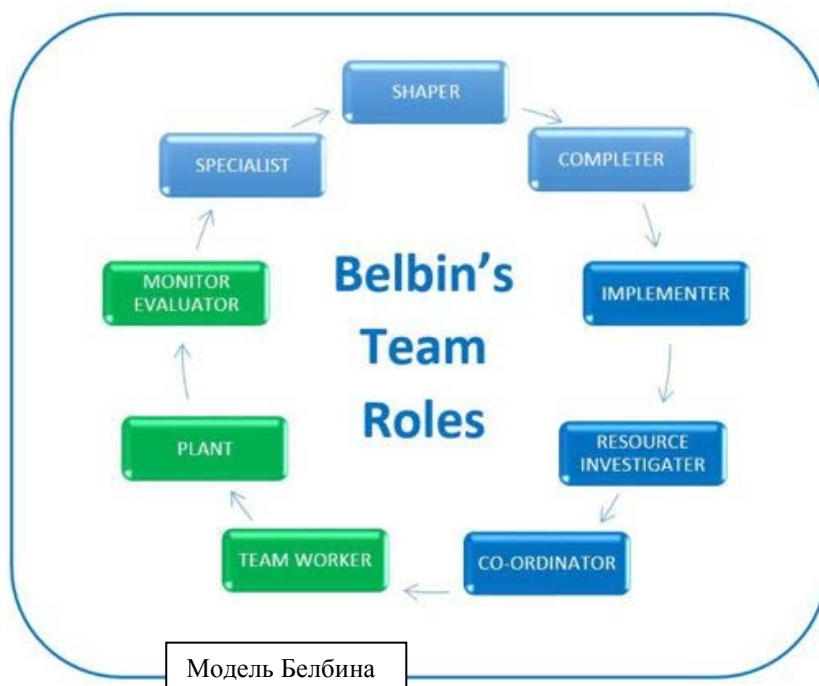 SHAPER
COMPLETER
IMPLEMENTER
RESOURCE
INVESTIGATER
CO-ORDINATOR
TEAM WORKER
PLANT
MONITOR
EVALUATOR
SPECIALIST
Belbin's
Team
Roles
Модель Белбина